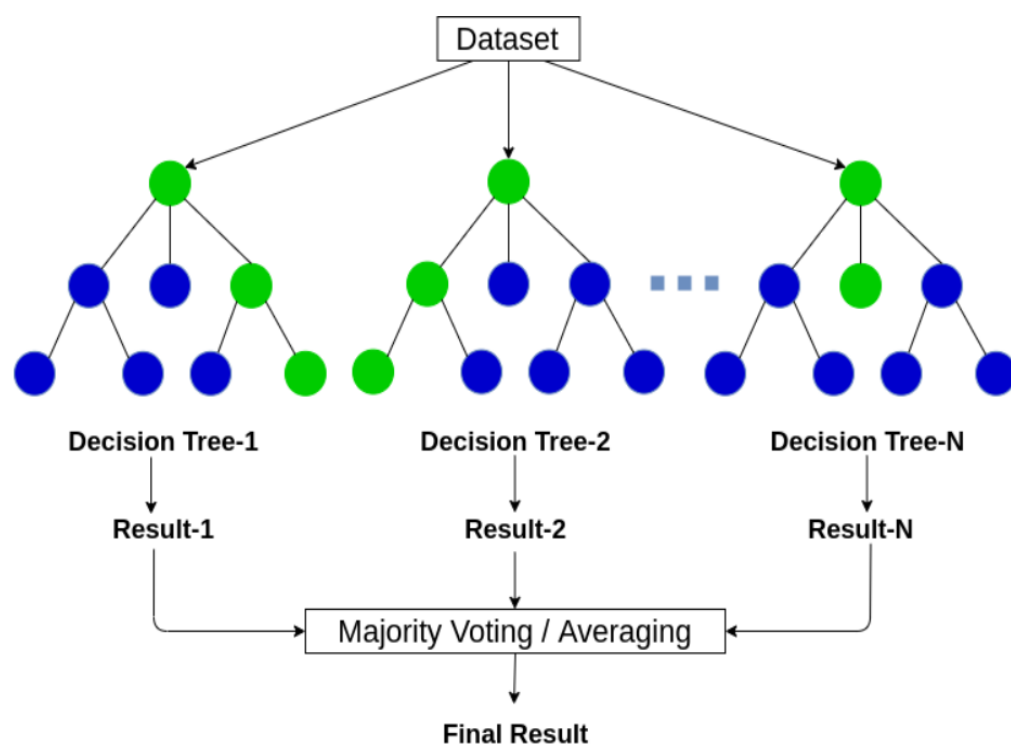 Dataset
Decision Tree-1
Decision Tree-2
Decision Tree-N
Result-1
Result-2
Result-N
Majority Voting / Averaging
Final Result